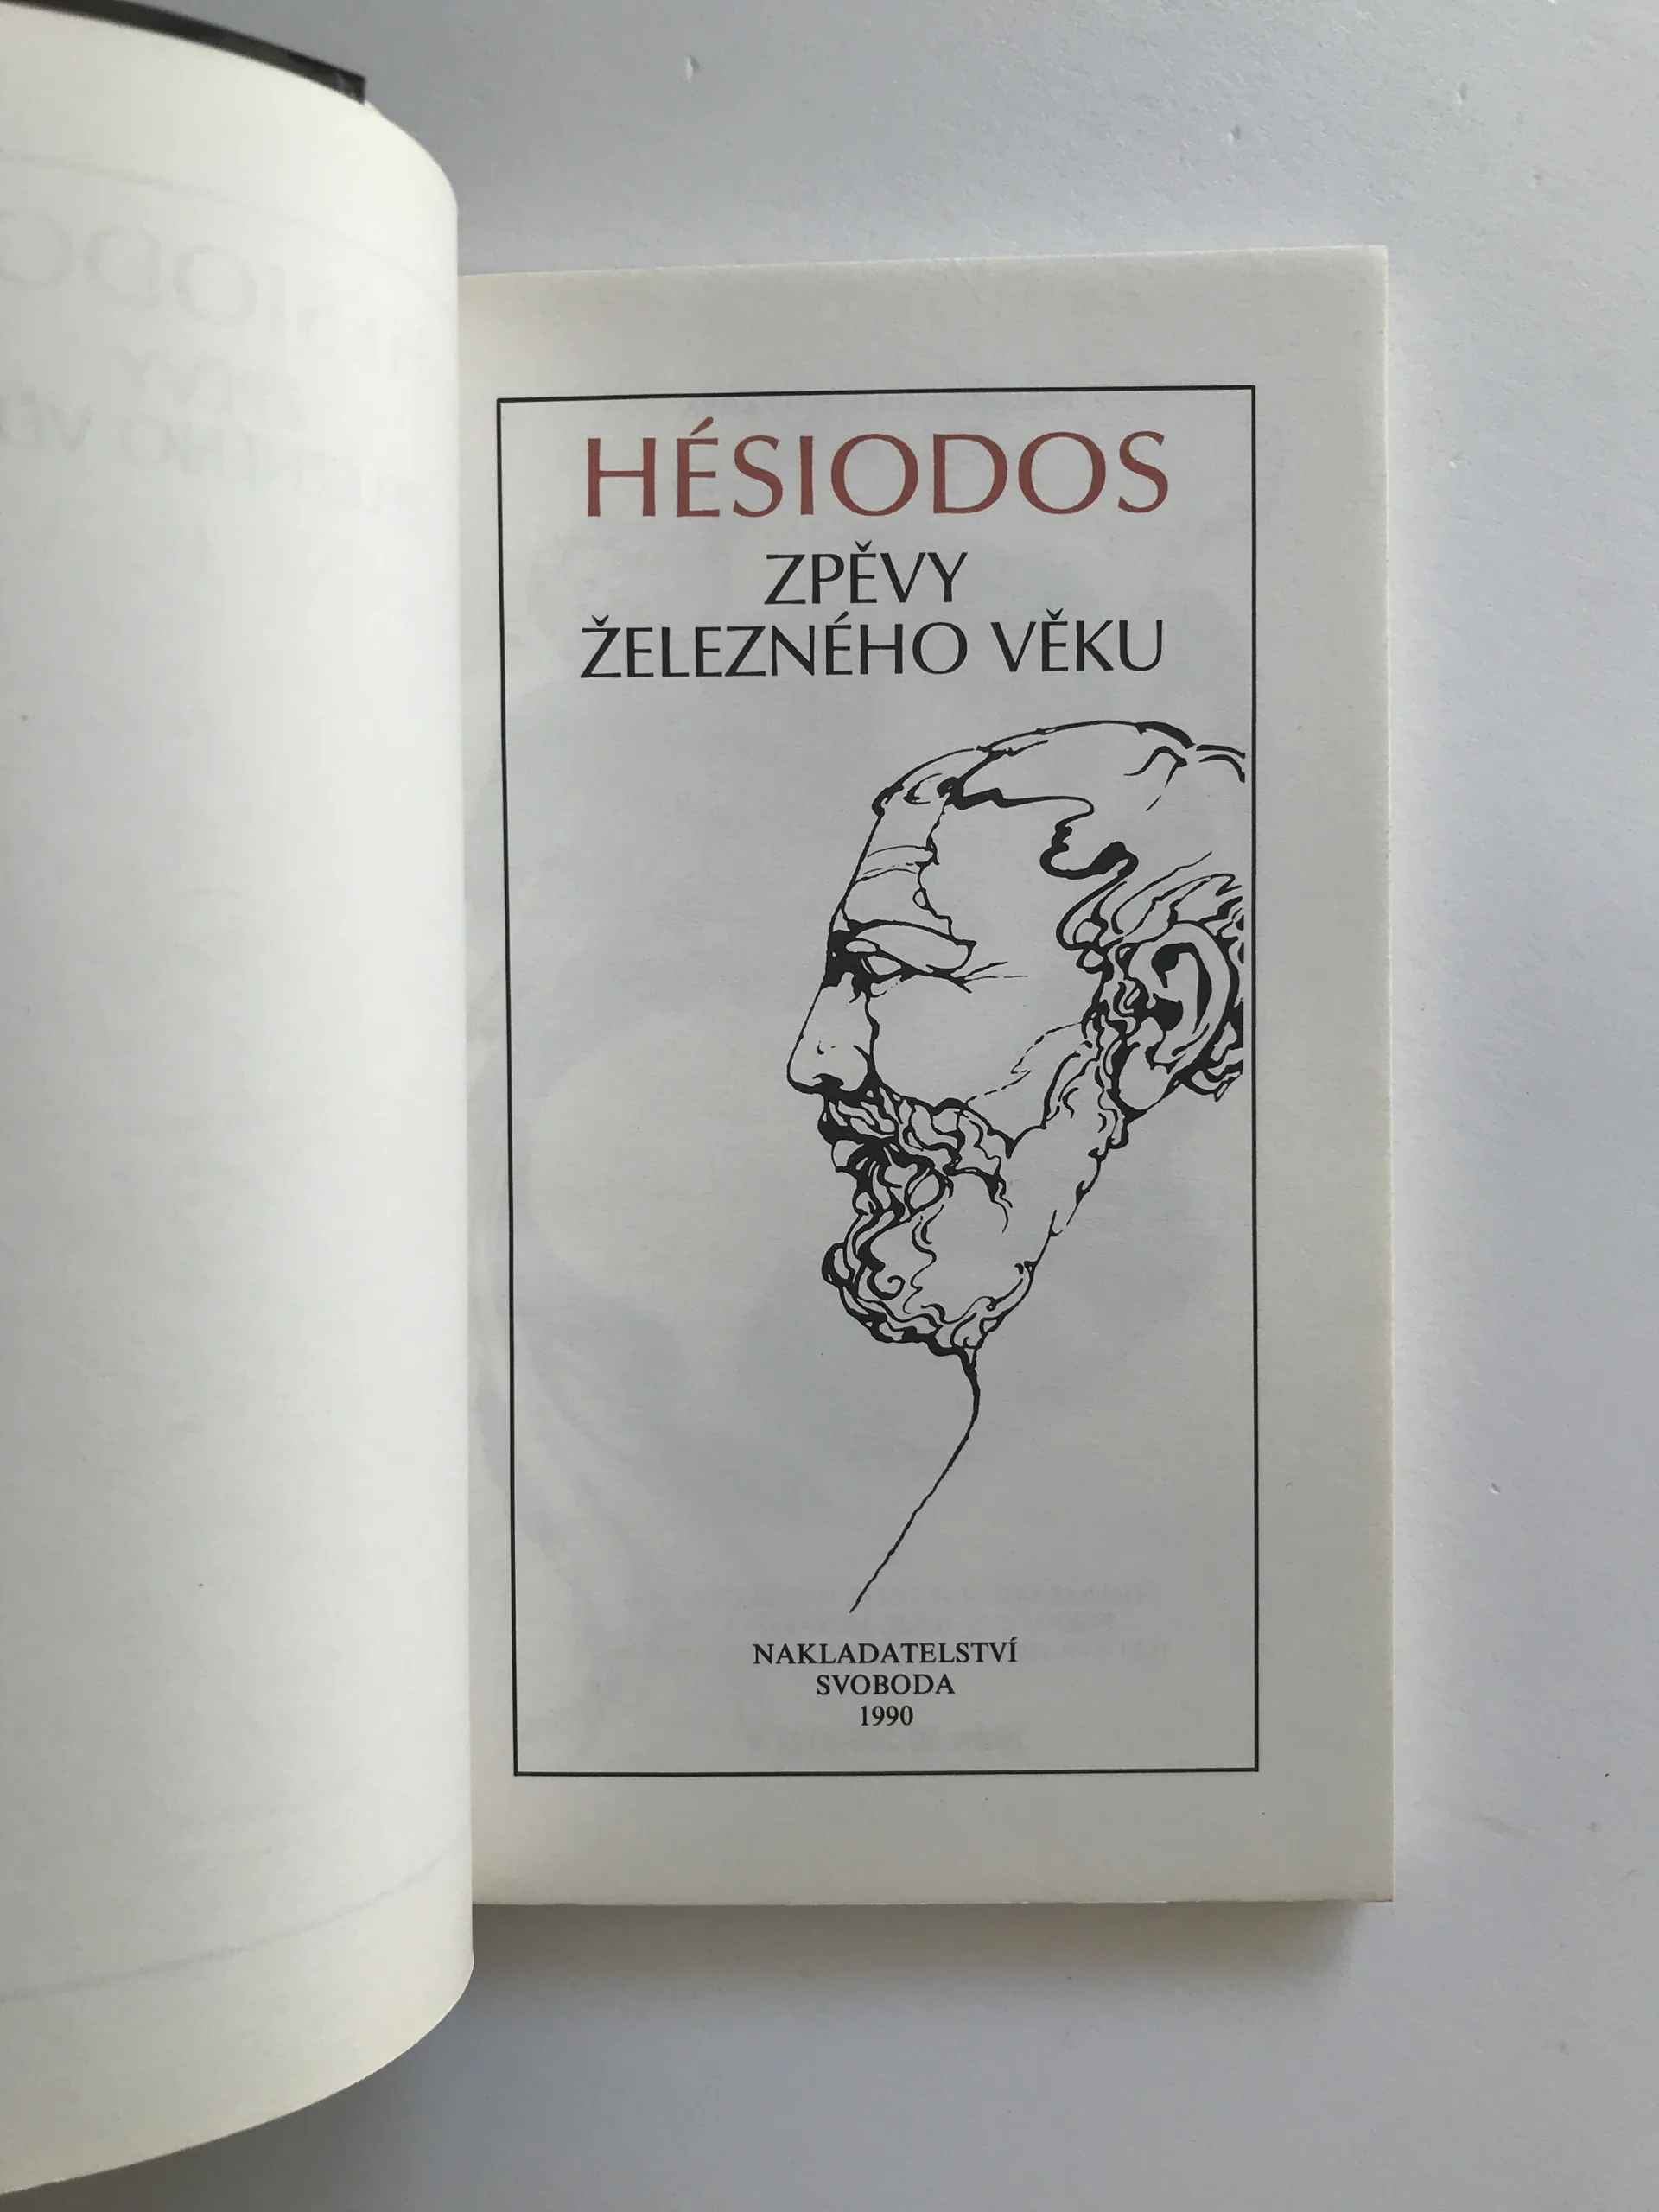 HÉSIODOS
ZPĚVY
ŽELEZNÉHO VĚKU
NAKLADATELSTVÍ
SVOBODA
1990